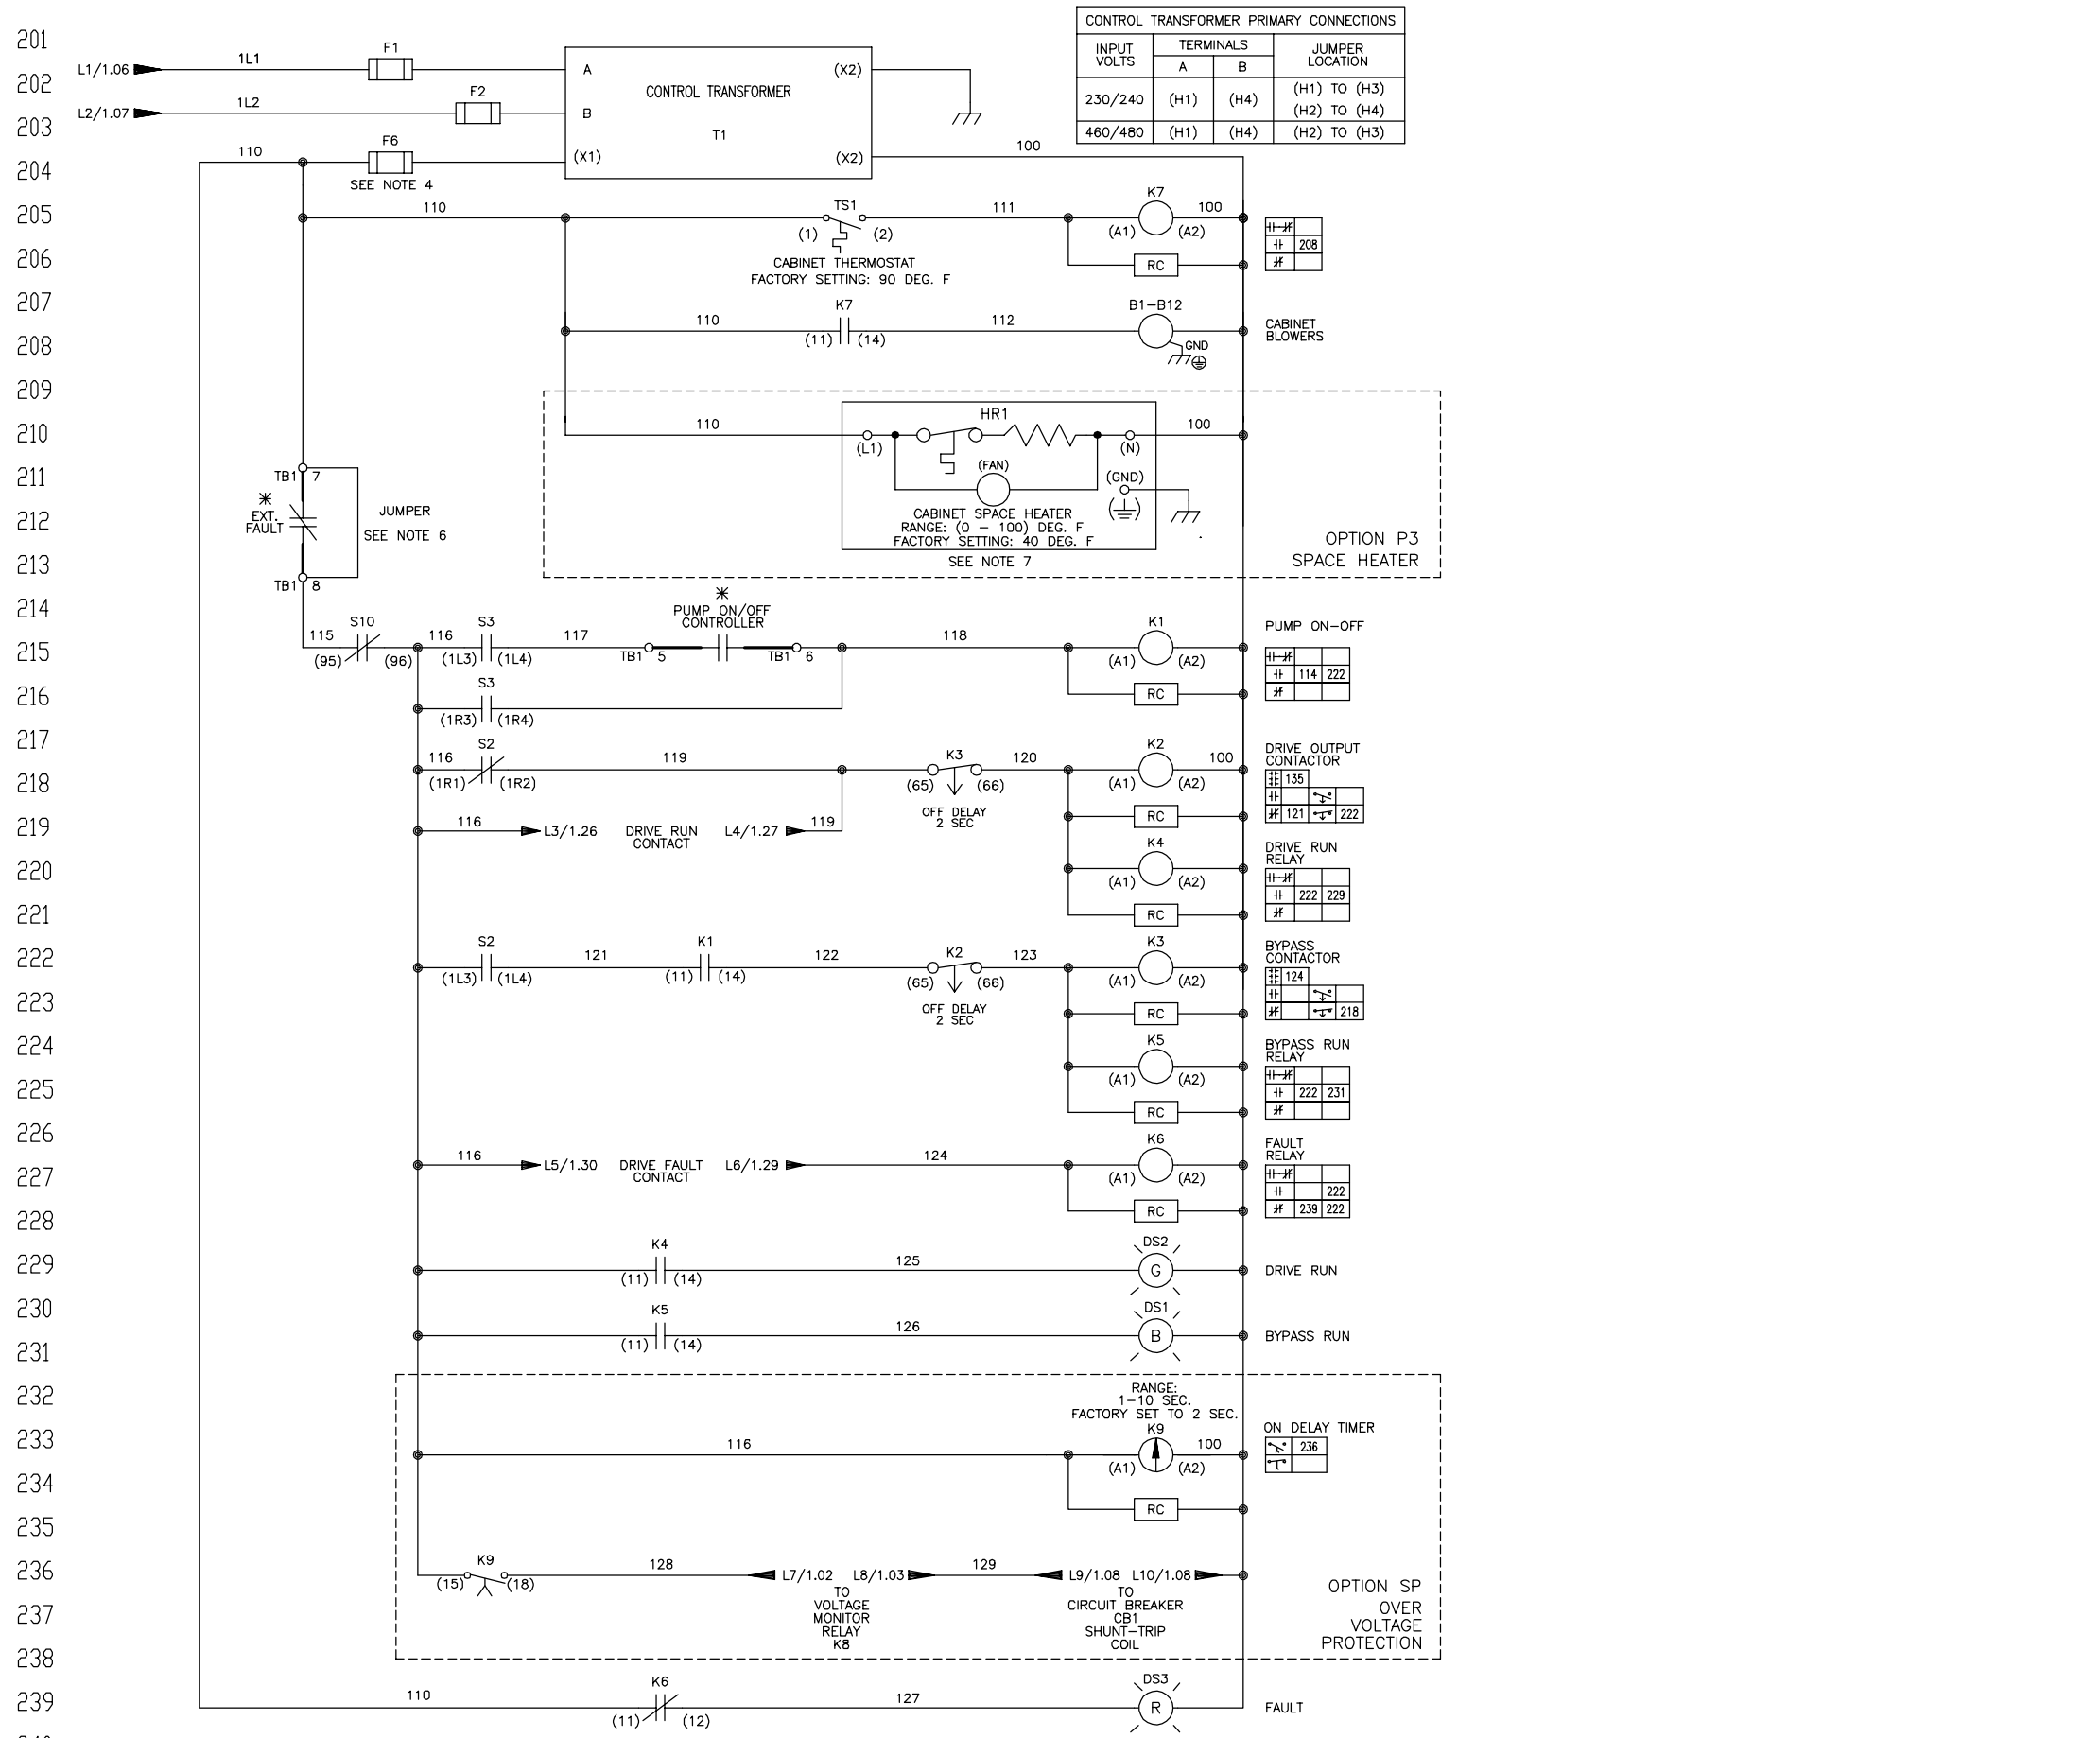 CONTROL TRANSFORMER PRIMARY CONNECTIONS
INPUT VOLTS TERMINALS JUMPER LOCATION
A B
230/240 (H1) (H4) (H1) TO (H3)
(H2) TO (H4)
460/480 (H1) (H4) (H2) TO (H3)
201
L1/1.06 1L1 F1 A (X2)
202
CONTROL TRANSFORMER
L2/1.07 1L2 F2 B
203
T1
110 F6 (X1) (X2) 100
204
SEE NOTE 4
205
110 TS1 111 K7 100
(1) (2) (A1) (A2)
208
206
CABINET THERMOSTAT
FACTORY SETTING: 90 DEG. F
RC
207
110 K7 112 B1-B12
(11) (14)
CABINET
BLOWERS
208
GND
209
210
110 HR1 100
(L1) (N)
211
TB1 7
(FAN) (GND)
212
EXT.
FAULT
JUMPER
SEE NOTE 6
CABINET SPACE HEATER
RANGE: (0 - 100) DEG. F
FACTORY SETTING: 40 DEG. F
OPTION P3
SPACE HEATER
213
SEE NOTE 7
TB1 8
214
PUMP ON/OFF
CONTROLLER
PUMP ON-OFF
215
115 S10 116 S3 117 118 K1
(95) (96) (1L3) (1L4) TB1 5 TB1 6 (A1) (A2)
114 222
216
S3 RC
(1R3) (1R4)
217
116 S2 119 K3 120 K2 100
DRIVE OUTPUT
CONTACTOR
218
(1R1) (1R2) (65) (66) (A1) (A2)
135
121 222
219
116 L3/1.26 DRIVE RUN
CONTACT
L4/1.27 119
OFF DELAY
2 SEC
RC
220
K4
(A1) (A2)
DRIVE RUN
RELAY
222 229
221
RC
222
S2 121 K1 122 K2 123 K3
(1L3) (1L4) (11) (14) (65) (66) (A1) (A2)
BYPASS
CONTACTOR
124
218
223
OFF DELAY
2 SEC
RC
224
K5
BYPASS RUN
RELAY
225
(A1) (A2)
222 231
RC
226
K6
FAULT
RELAY
227
116 L5/1.30 DRIVE FAULT
CONTACT
L6/1.29 124
(A1) (A2)
222
239 222
228
RC
229
K4 125 DS2
(11) (14) G DRIVE RUN
230
K5 126 DS1
(11) (14) B BYPASS RUN
231
232
RANGE:
1-10 SEC.
FACTORY SET TO 2 SEC.
233
116 K9 100
(A1) (A2)
ON DELAY TIMER
236
234
RC
235
236
K9 128 L7/1.02 L8/1.03 129 L9/1.08 L10/1.08
(15) (18)
TO
VOLTAGE
MONITOR
RELAY
K8
TO
CIRCUIT BREAKER
CB1
SHUNT-TRIP
COIL
OPTION SP
OVER
VOLTAGE
PROTECTION
237
238
239
110 K6 127 DS3
(11) (12) R FAULT